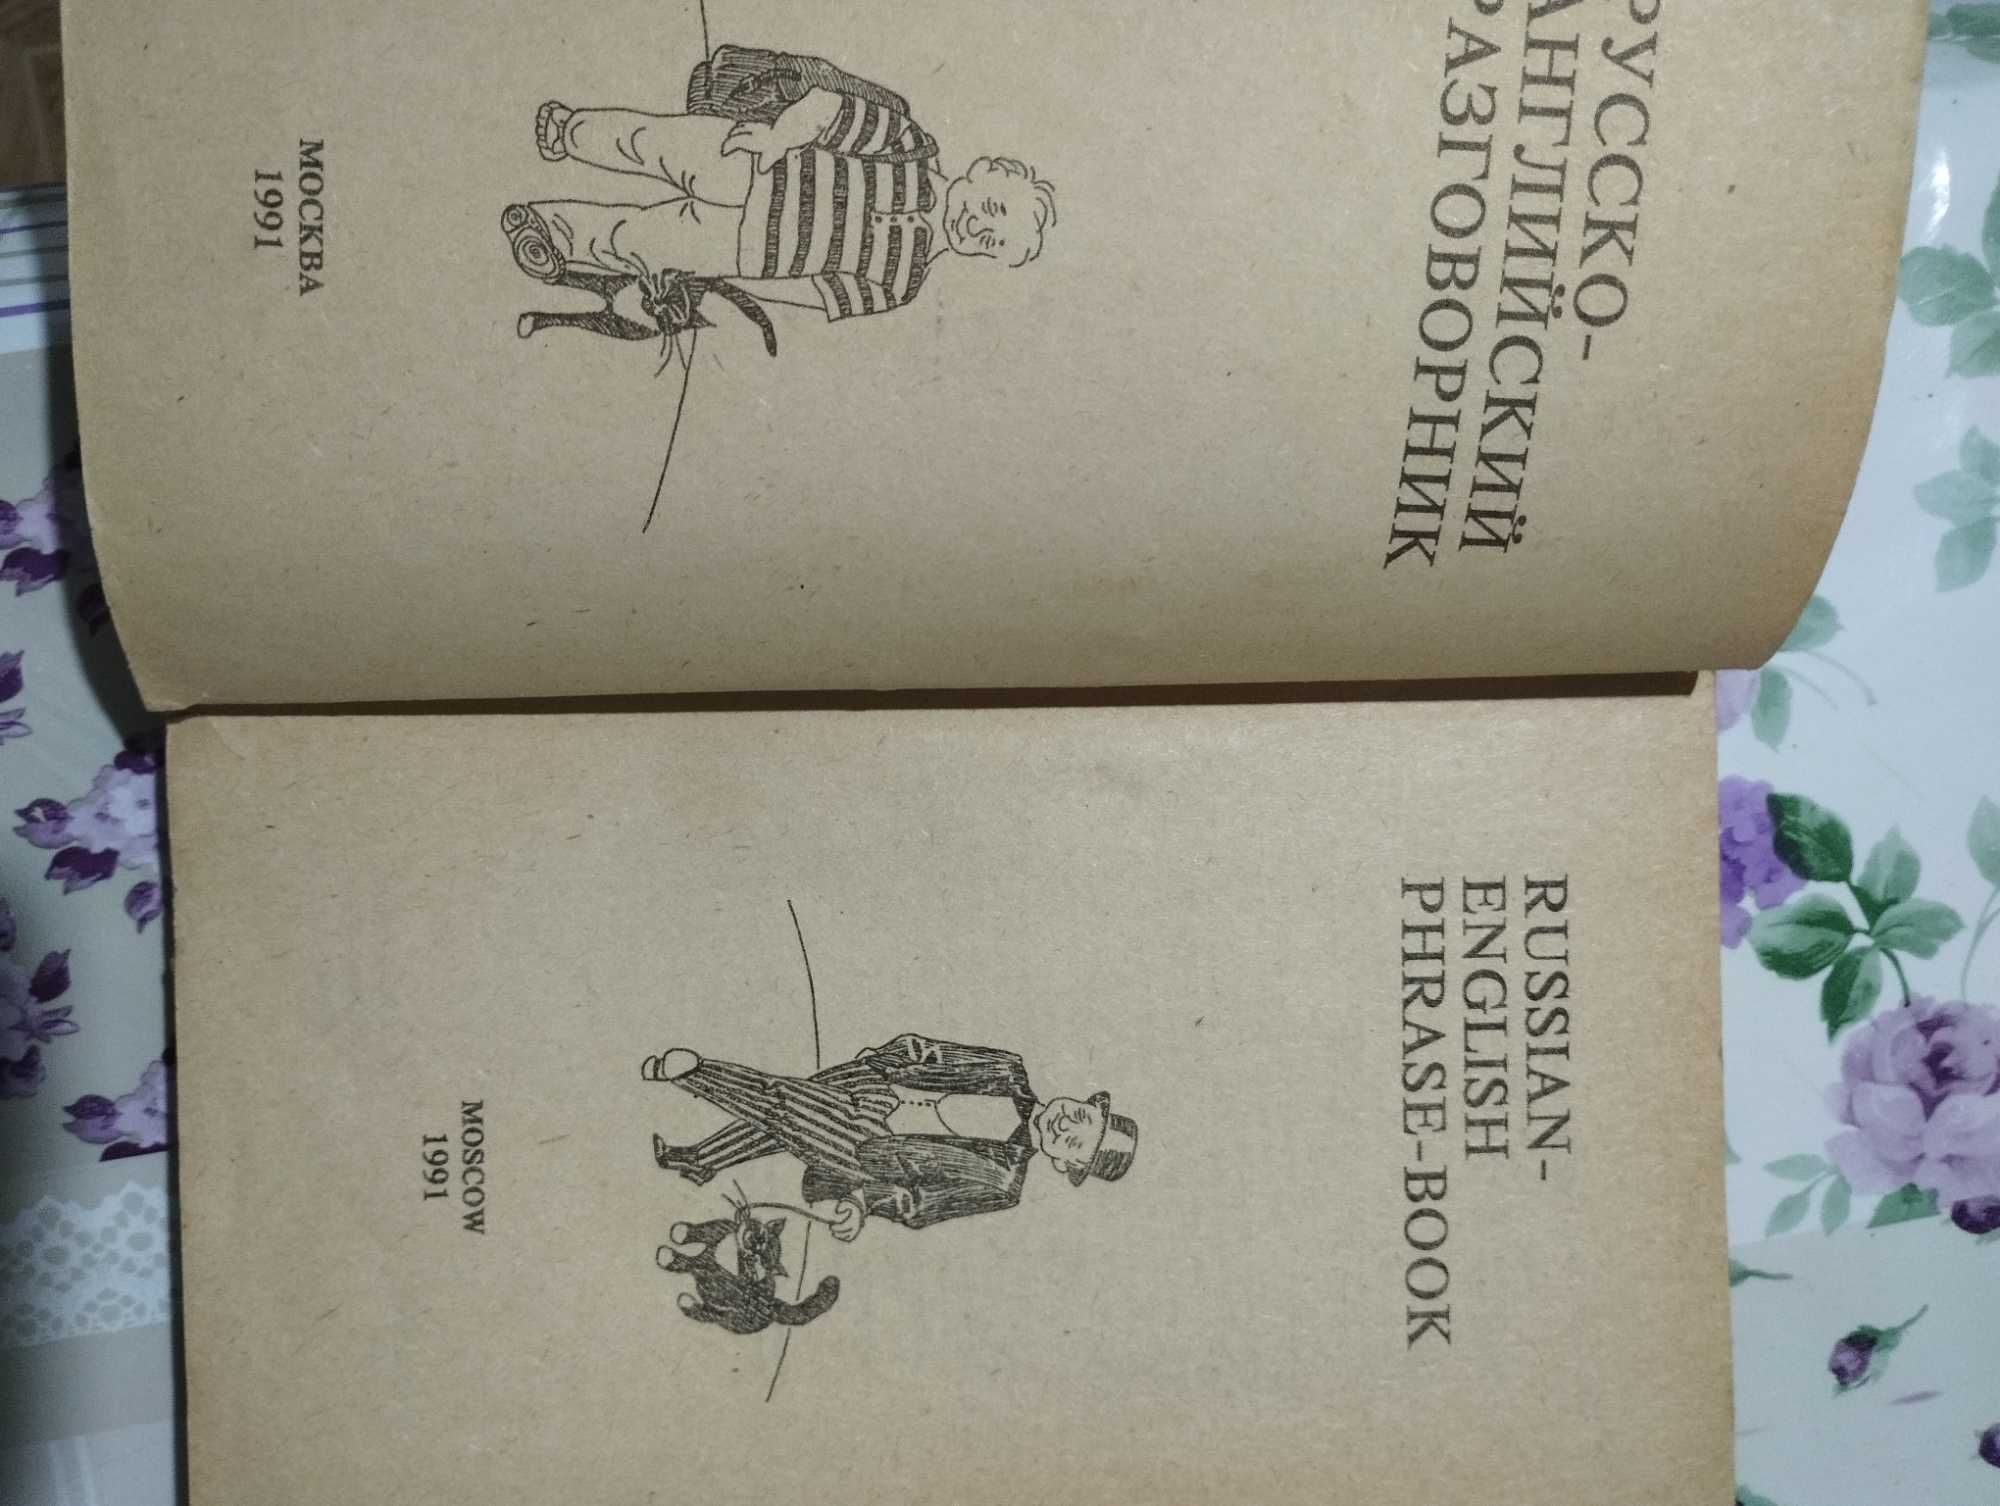 РУССКО-
АНГЛИЙСКИЙ
РАЗГОВОРНИК
МОСКВА
1991
RUSSIAN-
ENGLISH
PHRASE-BOOK
MOSCOW
1991